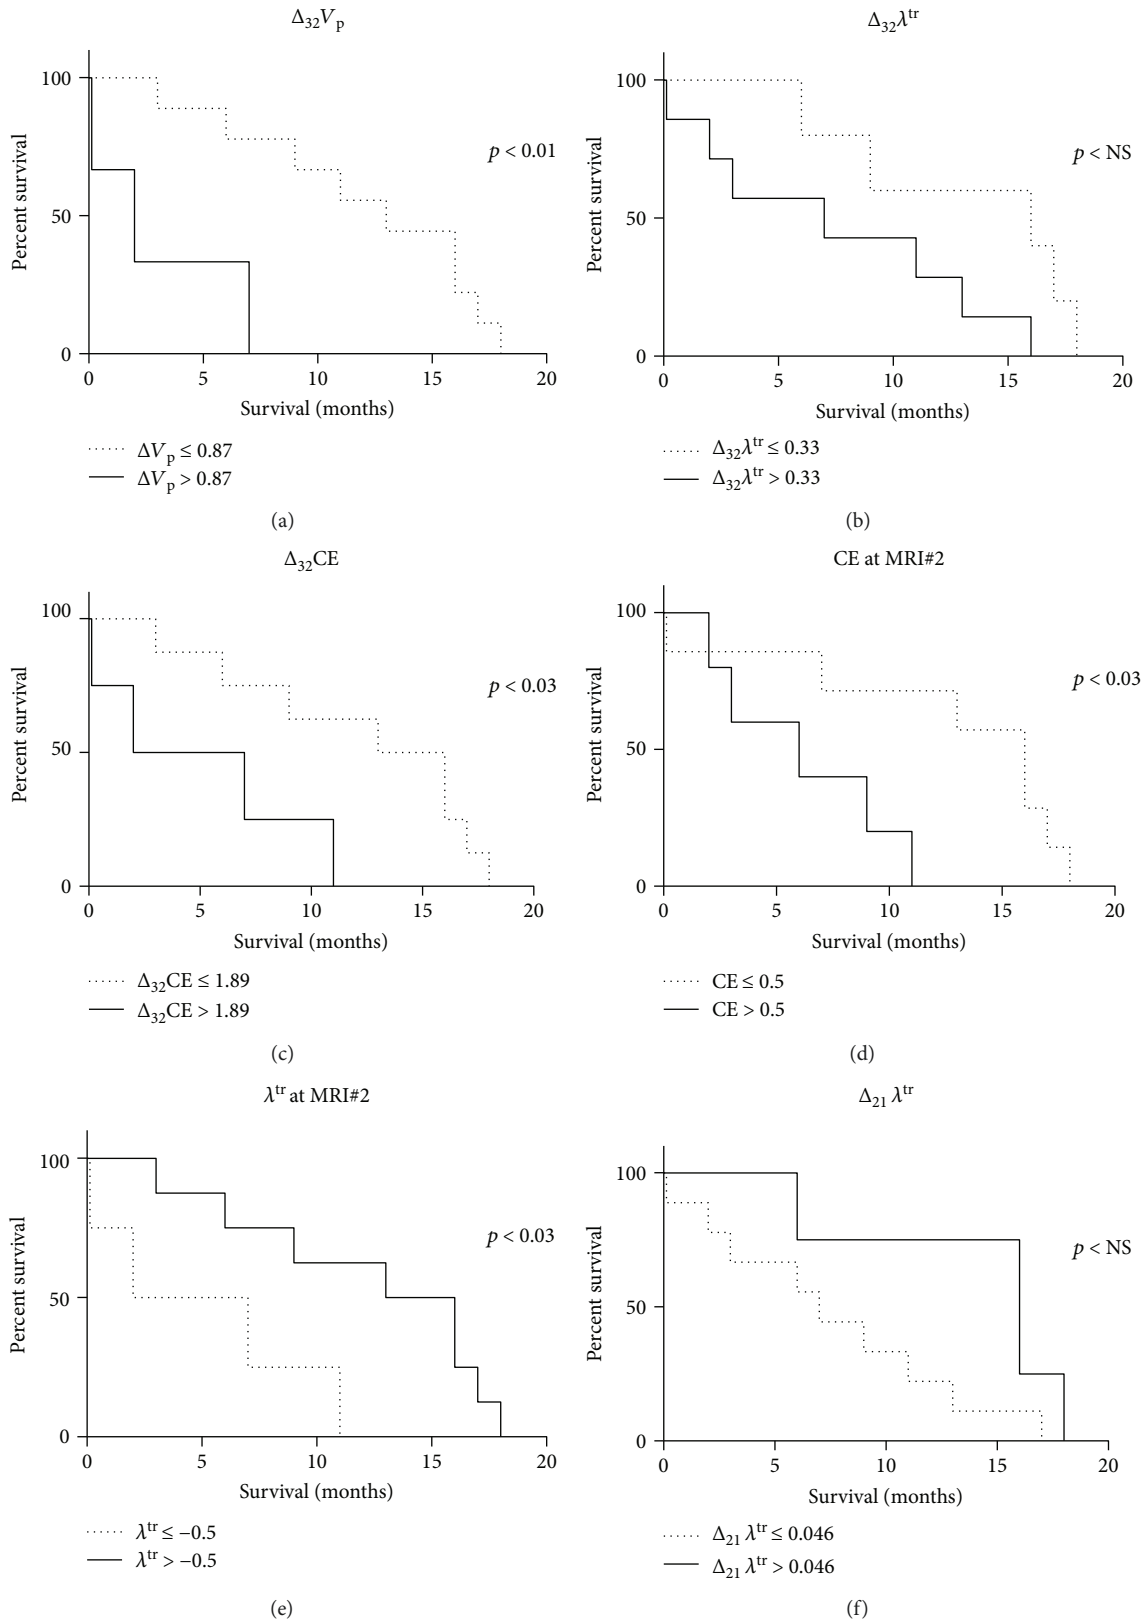 Δ₃₂Vₚ
Percent survival
100
50
0
p < 0.01
0 5 10 15 20
Survival (months)
ΔVₚ ≤ 0.87
ΔVₚ > 0.87
(a)
Δ₃₂λᵗʳ
Percent survival
100
50
0
p < NS
0 5 10 15 20
Survival (months)
Δ₃₂λᵗʳ ≤ 0.33
Δ₃₂λᵗʳ > 0.33
(b)
Δ₃₂CE
Percent survival
100
50
0
p < 0.03
0 5 10 15 20
Survival (months)
Δ₃₂CE ≤ 1.89
Δ₃₂CE > 1.89
(c)
CE at MRI#2
Percent survival
100
50
0
p < 0.03
0 5 10 15 20
Survival (months)
CE ≤ 0.5
CE > 0.5
(d)
λᵗʳ at MRI#2
Percent survival
100
50
0
p < 0.03
0 5 10 15 20
Survival (months)
λᵗʳ ≤ −0.5
λᵗʳ > −0.5
(e)
Δ₂₁ λᵗʳ
Percent survival
100
50
0
p < NS
0 5 10 15 20
Survival (months)
Δ₂₁ λᵗʳ ≤ 0.046
Δ₂₁ λᵗʳ > 0.046
(f)